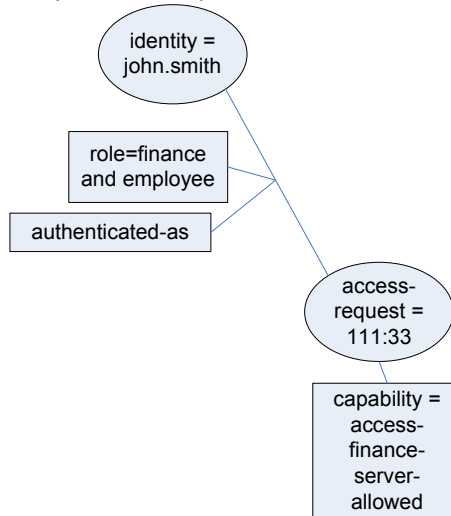 identity =
john.smith
role=finance
and employee
authenticated-as
access-
request =
111:33
capability =
access-
finance-
server-
allowed